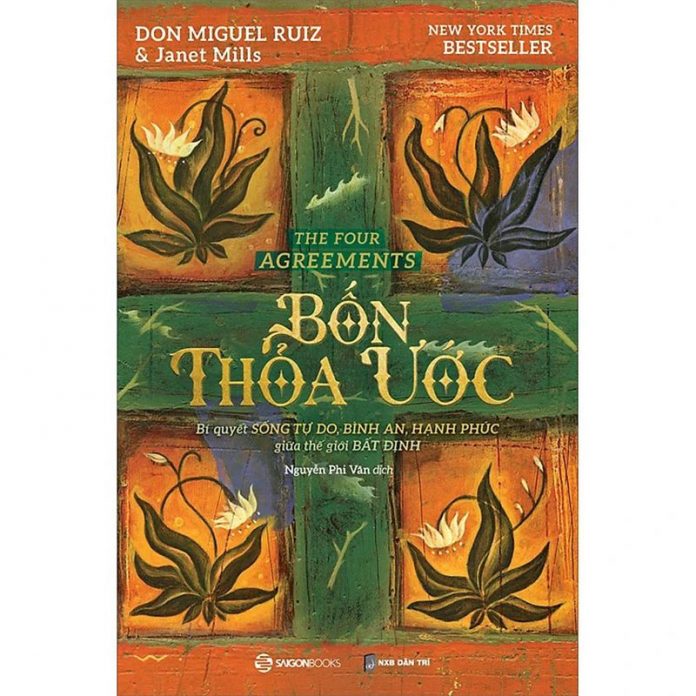 DON MIGUEL RUIZ
& Janet Mills
NEW YORK TIMES
BESTSELLER
THE FOUR
AGREEMENTS
BỐN
THỎA ƯỚC
Bí quyết SỐNG TỰ DO, BÌNH AN, HẠNH PHÚC
giữa thế giới BẤT ĐỊNH
Nguyễn Phi Vân dịch
SAIGONBOOKS
NXB DÂN TRÍ